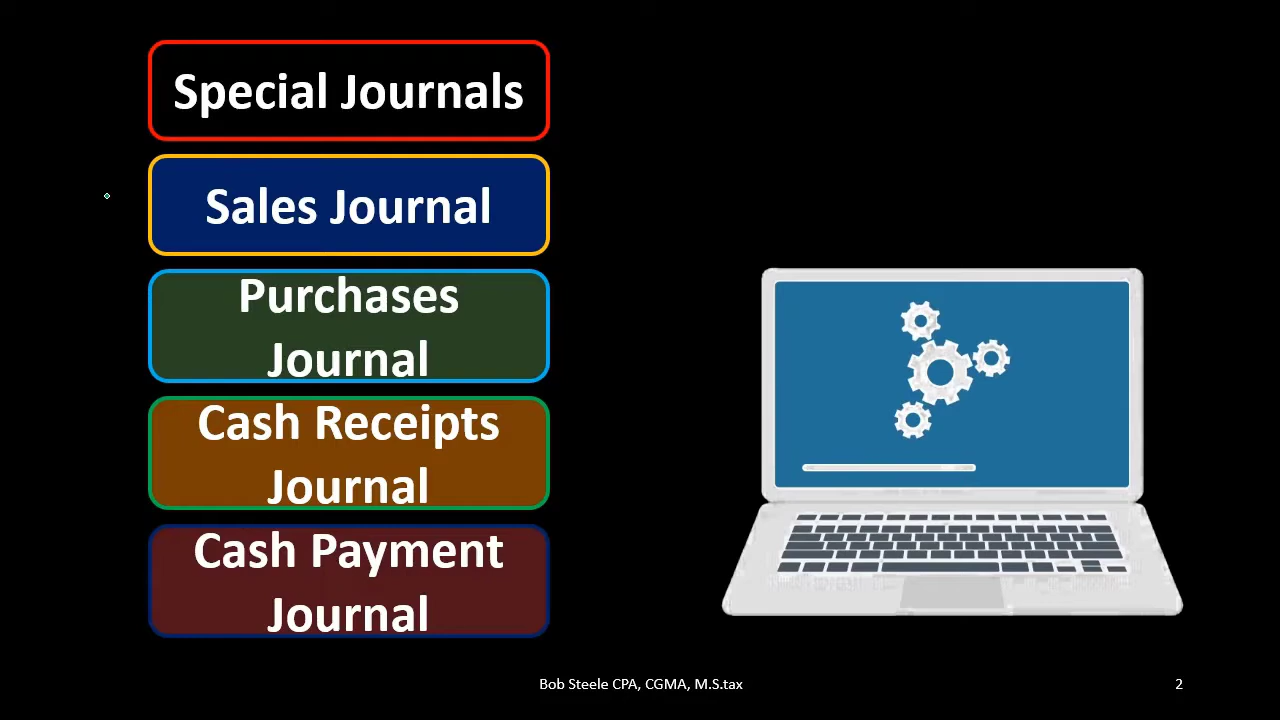 Special Journals
Sales Journal
Purchases
Journal
Cash Receipts
Journal
Cash Payment
Journal
Bob Steele CPA, CGMA, M.S.tax
2